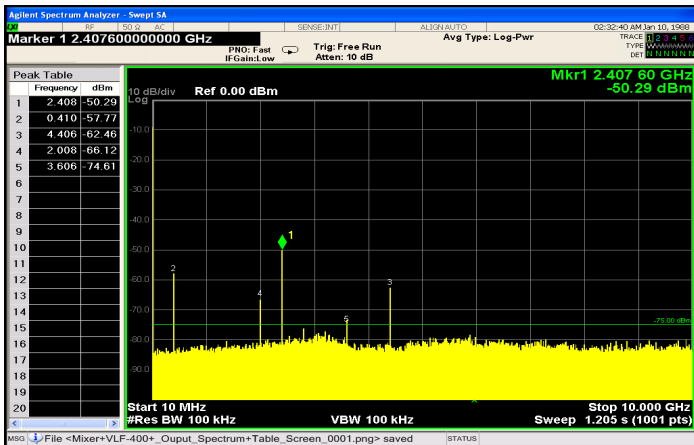 Agilent Spectrum Analyzer - Swept SA
RF 50 Ω AC SENSE:INT ALIGN AUTO 02:32:40 AM Jan 10, 1988
Marker 1 2.407600000000 GHz
PNO: Fast
IFGain:Low
Trig: Free Run
Atten: 10 dB
Avg Type: Log-Pwr
TRACE 1 2 3 4 5 6
TYPE WWWWWW
DET N N N N N N
Peak Table
Frequency dBm
1 2.408 -50.29
2 0.410 -57.77
3 4.406 -62.46
4 2.008 -66.12
5 3.606 -74.61
6
7
8
9
10
11
12
13
14
15
16
17
18
19
20
Mkr1 2.407 60 GHz
-50.29 dBm
10 dB/div Ref 0.00 dBm
Log
-10.0
-20.0
-30.0
-40.0
-50.0
-60.0
-70.0
-80.0
-90.0
1
2
3
4
5
-75.00 dBm
Start 10 MHz Stop 10.000 GHz
#Res BW 100 kHz VBW 100 kHz Sweep 1.205 s (1001 pts)
MSG File <Mixer+VLF-400+_Ouput_Spectrum+Table_Screen_0001.png> saved STATUS